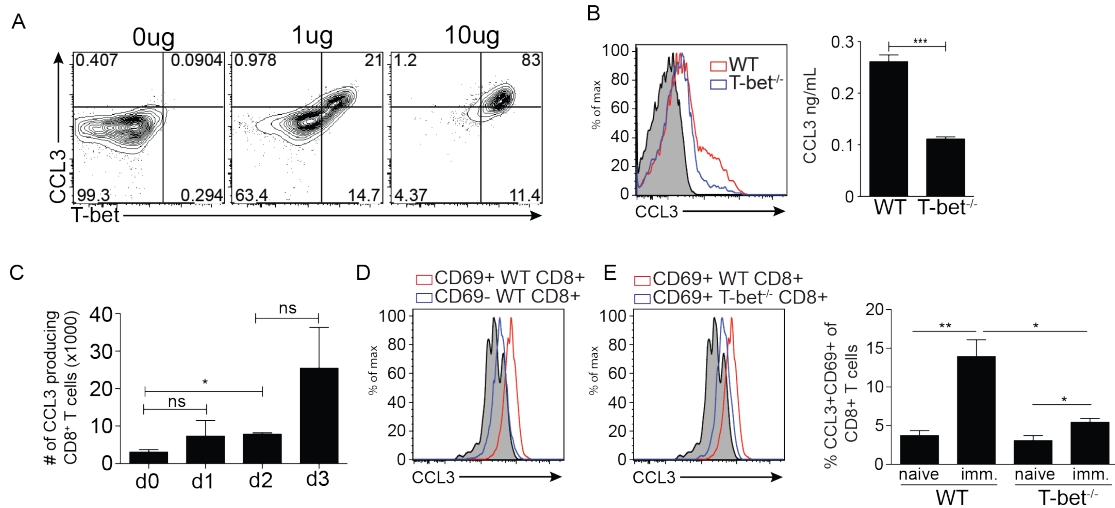 A
0ug 1ug 10ug
0.407 0.0904 0.978 21 1.2 83
99.3 0.294 63.4 14.7 4.37 11.4
CCL3
T-bet
B
WT
T-bet-/-
% of max
100
80
60
40
20
0
CCL3
***
CCL3 ng/mL
0.3
0.2
0.1
0
WT T-bet-/-
C
# of CCL3 producing
CD8+ T cells (x1000)
40
30
20
10
0
ns
*
ns
d0 d1 d2 d3
D
CD69+ WT CD8+
CD69- WT CD8+
% of max
100
80
60
40
20
0
CCL3
E
CD69+ WT CD8+
CD69+ T-bet-/- CD8+
% of max
100
80
60
40
20
0
CCL3
% CCL3+CD69+ of
CD8+ T cells
20
15
10
5
0
** *
*
naive imm. naive imm.
WT T-bet-/-